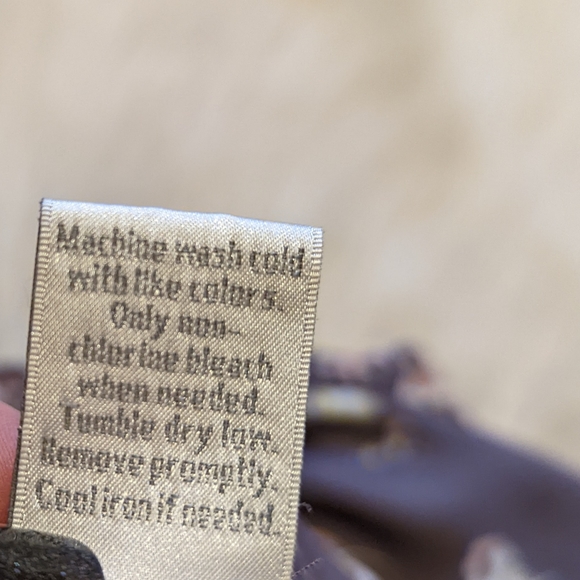 Machine wash cold
with like colors.
Only non-
chlorine bleach
when needed.
Tumble dry low.
Remove promptly.
Cool iron if needed.